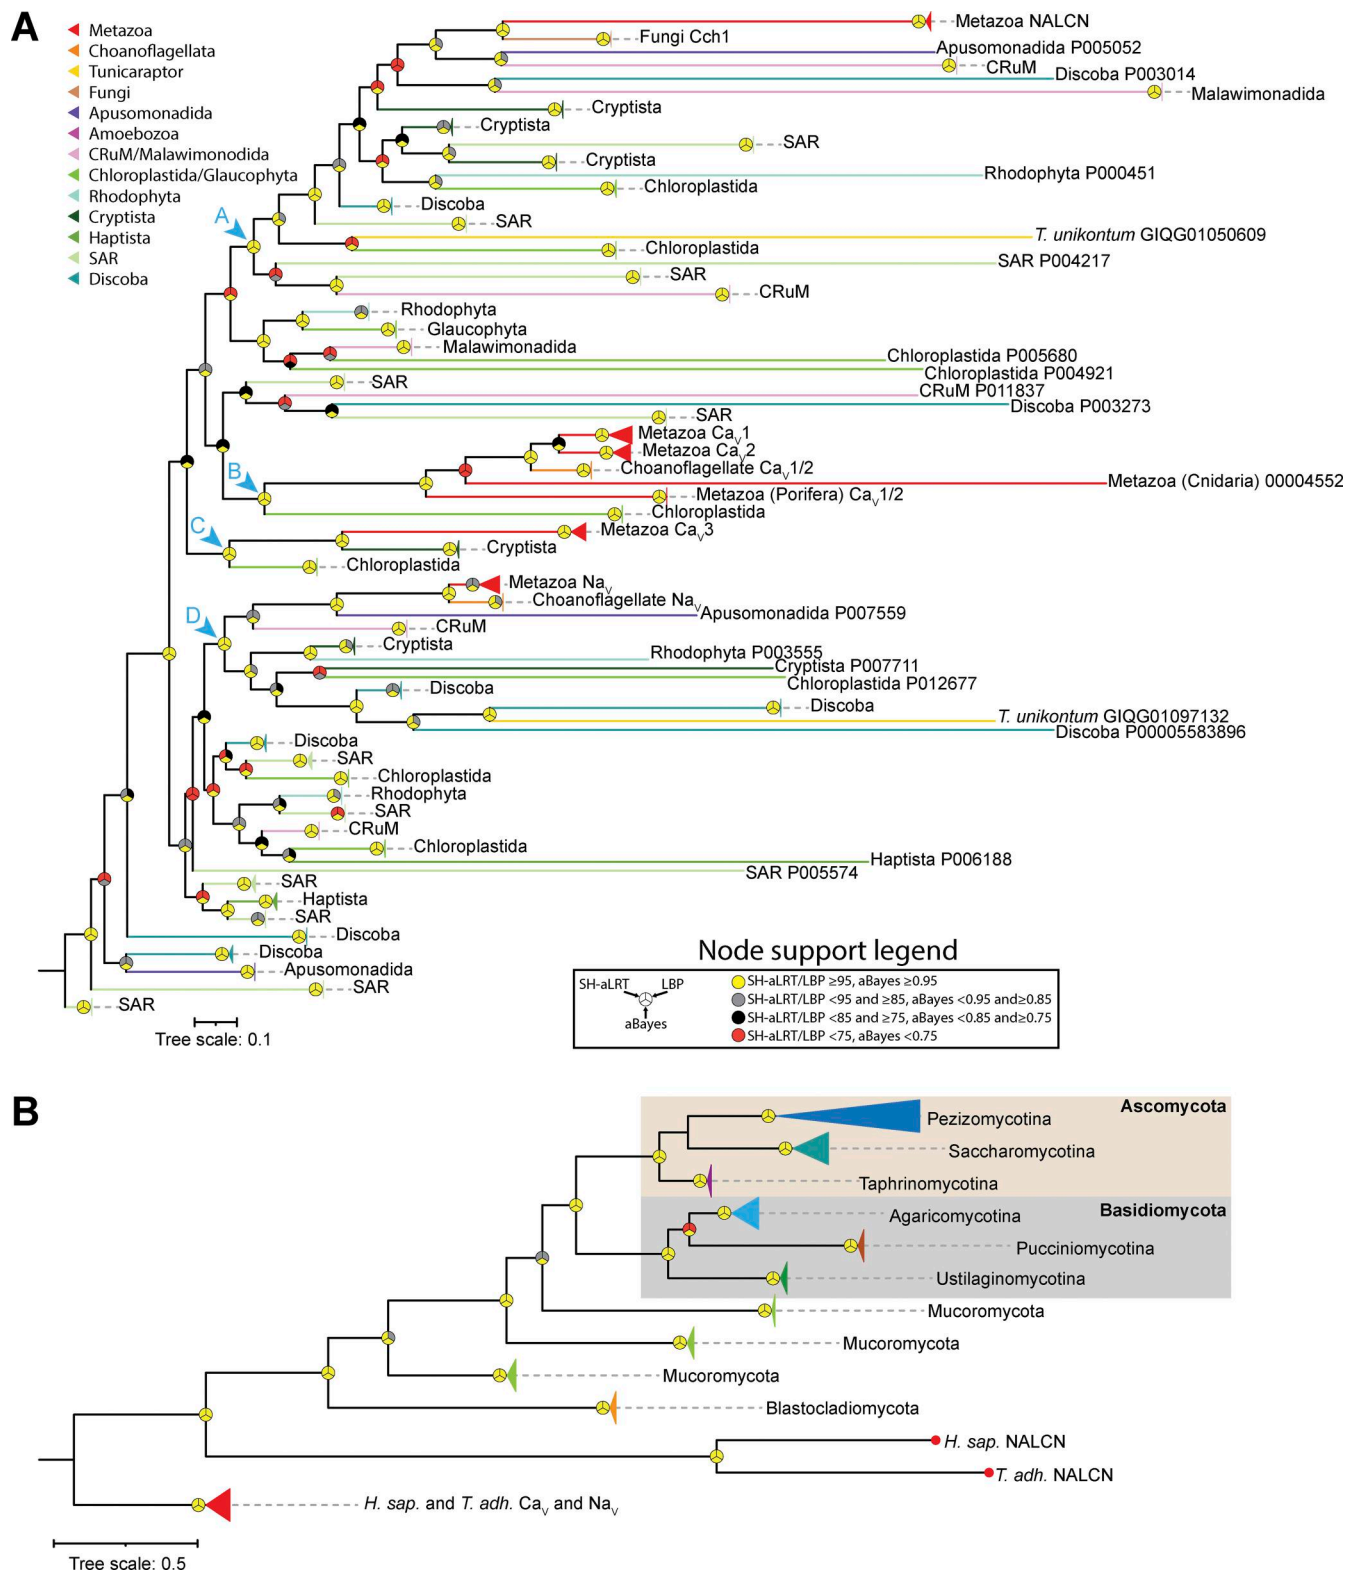 A
Metazoa
Choanoflagellata
Tunicaraptor
Fungi
Apusomonadida
Amoebozoa
CRuM/Malawimonodida
Chloroplastida/Glaucophyta
Rhodophyta
Cryptista
Haptista
SAR
Discoba
Metazoa NALCN
Fungi Cch1
Apusomonadida P005052
CRuM
Discoba P003014
Malawimonadida
Cryptista
Cryptista
SAR
Cryptista
Rhodophyta P000451
Chloroplastida
Discoba
SAR
A
T. unikontum GIQG01050609
Chloroplastida
SAR P004217
SAR
CRuM
Rhodophyta
Glaucophyta
Malawimonadida
Chloroplastida P005680
Chloroplastida P004921
SAR
CRuM P011837
Discoba P003273
SAR
Metazoa CaV1
Metazoa CaV2
Choanoflagellate CaV1/2
B
Metazoa (Cnidaria) 00004552
Metazoa (Porifera) CaV1/2
Chloroplastida
C
Metazoa CaV3
Cryptista
Chloroplastida
Metazoa NaV
Choanoflagellate NaV
Apusomonadida P007559
D
CRuM
Cryptista
Rhodophyta P003555
Cryptista P007711
Chloroplastida P012677
Discoba
Discoba
T. unikontum GIQG01097132
Discoba P00005583896
Discoba
SAR
Chloroplastida
Rhodophyta
SAR
CRuM
Chloroplastida
Haptista P006188
SAR P005574
SAR
Haptista
SAR
Discoba
Discoba
Apusomonadida
SAR
SAR
Tree scale: 0.1
Node support legend
SH-aLRT
LBP
aBayes
SH-aLRT/LBP ≥95, aBayes ≥0.95
SH-aLRT/LBP <95 and ≥85, aBayes <0.95 and≥0.85
SH-aLRT/LBP <85 and ≥75, aBayes <0.85 and≥0.75
SH-aLRT/LBP <75, aBayes <0.75
B
Ascomycota
Pezizomycotina
Saccharomycotina
Taphrinomycotina
Basidiomycota
Agaricomycotina
Pucciniomycotina
Ustilaginomycotina
Mucoromycota
Mucoromycota
Mucoromycota
Blastocladiomycota
H. sap. NALCN
T. adh. NALCN
H. sap. and T. adh. CaV and NaV
Tree scale: 0.5